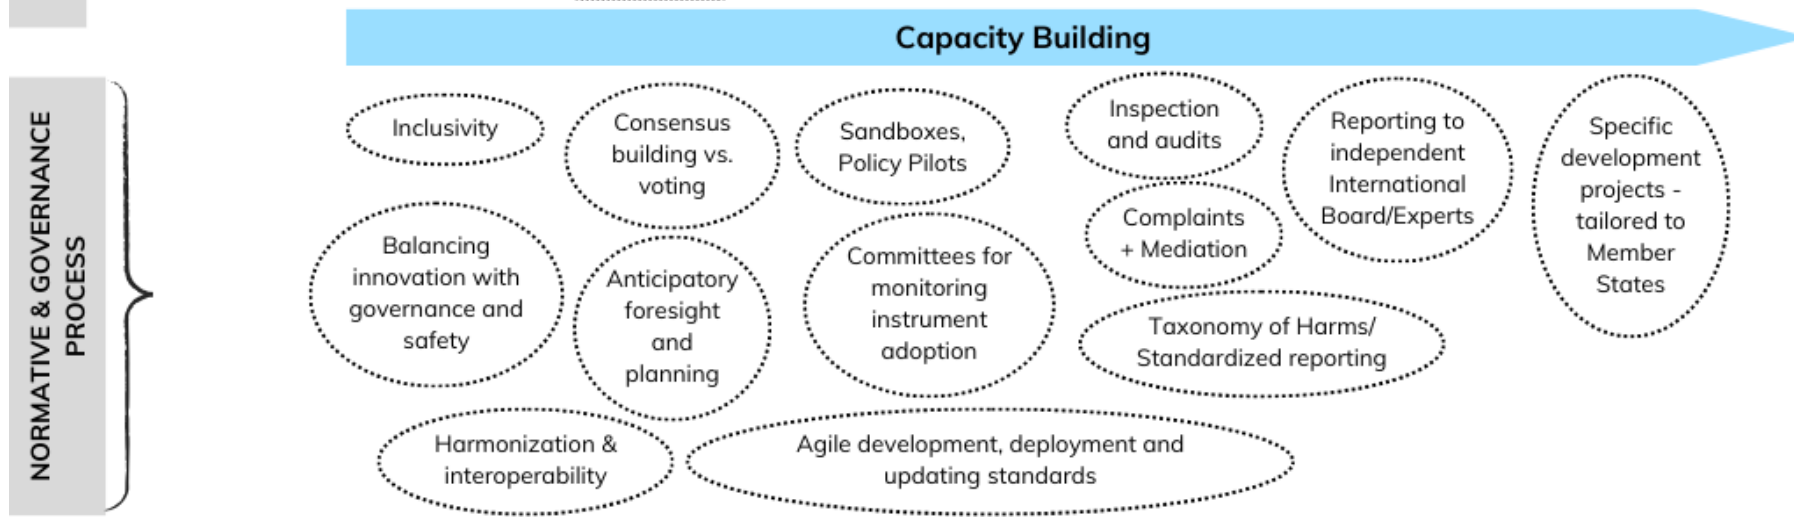 Capacity Building
NORMATIVE & GOVERNANCE
PROCESS
Inclusivity
Consensus
building vs.
voting
Sandboxes,
Policy Pilots
Inspection
and audits
Reporting to
independent
International
Board/Experts
Specific
development
projects -
tailored to
Member
States
Balancing
innovation with
governance and
safety
Anticipatory
foresight
and
planning
Committees for
monitoring
instrument
adoption
Complaints
+ Mediation
Taxonomy of Harms/
Standardized reporting
Harmonization &
interoperability
Agile development, deployment and
updating standards